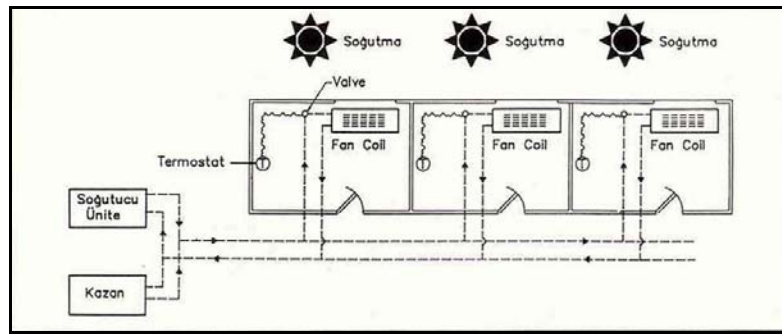 Soğutma
Soğutma
Soğutma
Valve
Fan Coil
Fan Coil
Fan Coil
Termostat
Soğutucu
Ünite
Kazan